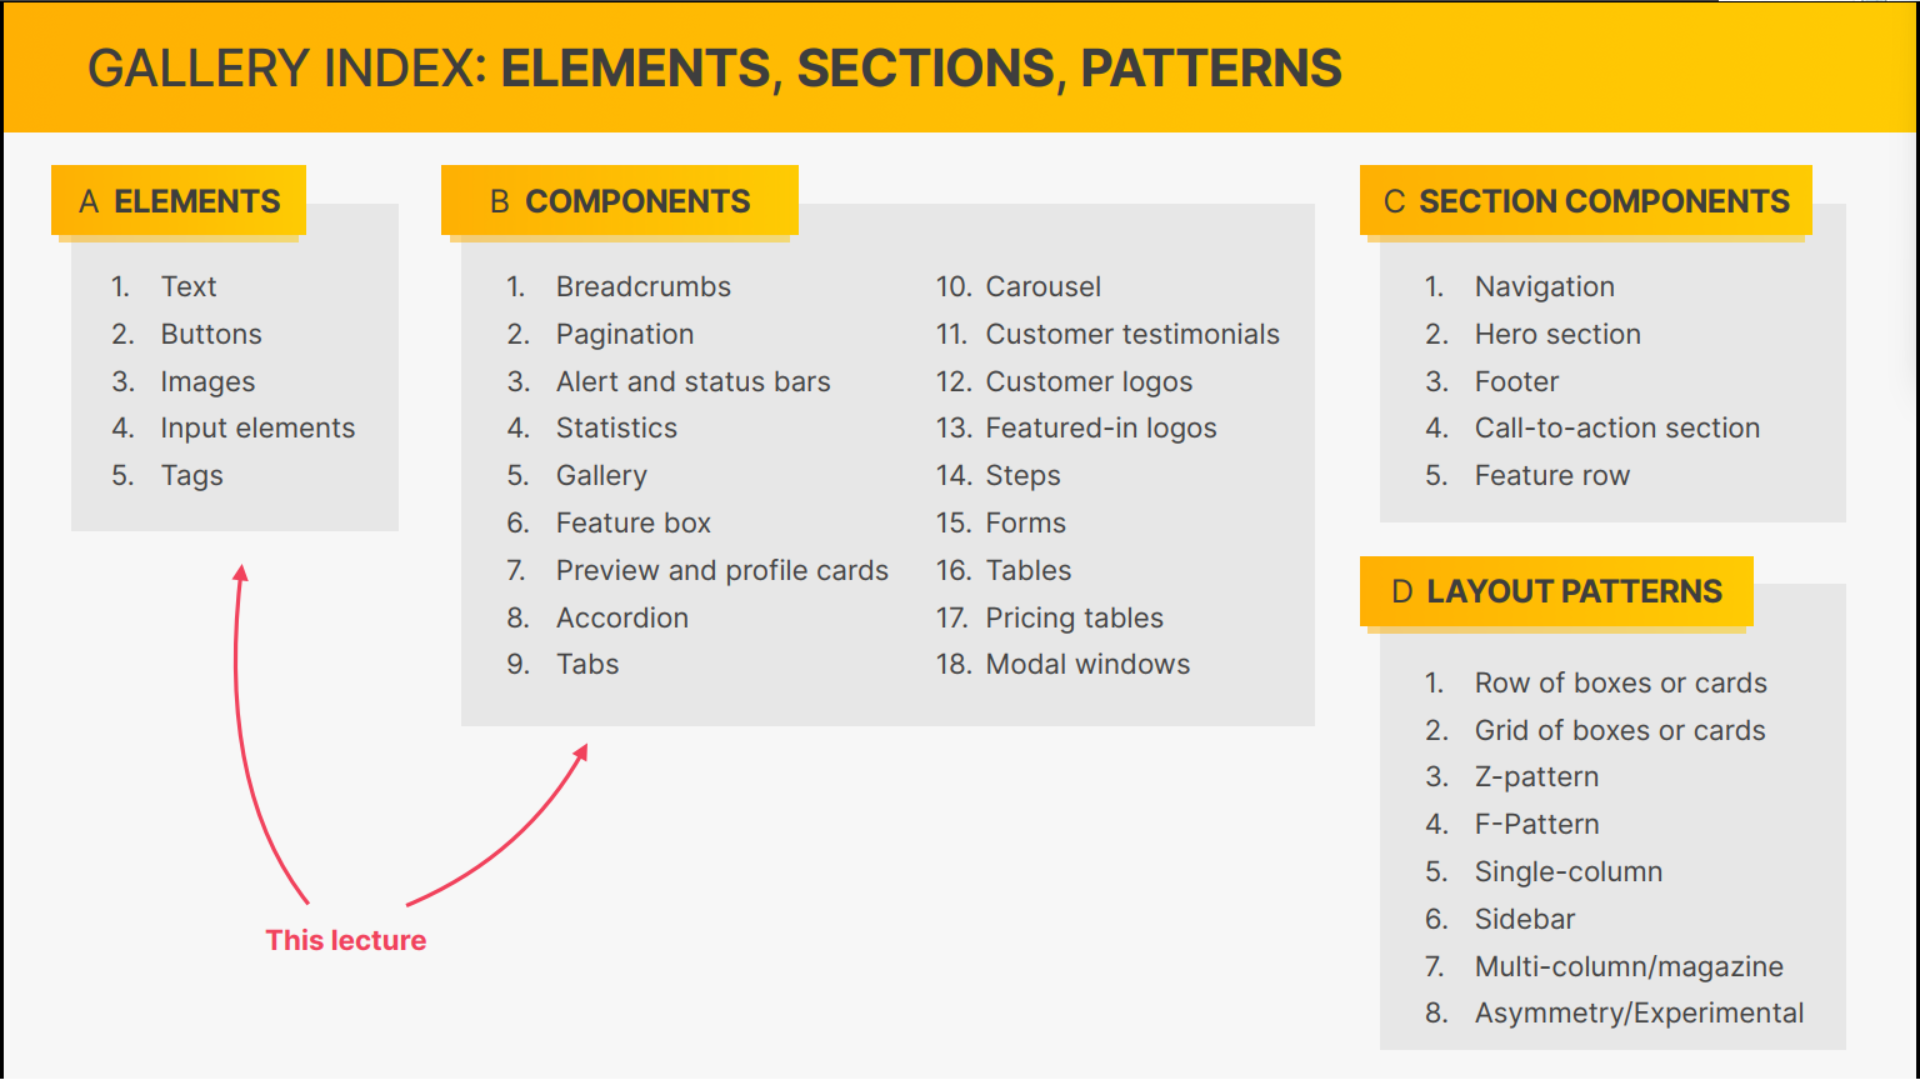 GALLERY INDEX: ELEMENTS, SECTIONS, PATTERNS
A ELEMENTS
1. Text
2. Buttons
3. Images
4. Input elements
5. Tags
B COMPONENTS
1. Breadcrumbs
2. Pagination
3. Alert and status bars
4. Statistics
5. Gallery
6. Feature box
7. Preview and profile cards
8. Accordion
9. Tabs
10. Carousel
11. Customer testimonials
12. Customer logos
13. Featured-in logos
14. Steps
15. Forms
16. Tables
17. Pricing tables
18. Modal windows
C SECTION COMPONENTS
1. Navigation
2. Hero section
3. Footer
4. Call-to-action section
5. Feature row
D LAYOUT PATTERNS
1. Row of boxes or cards
2. Grid of boxes or cards
3. Z-pattern
4. F-Pattern
5. Single-column
6. Sidebar
7. Multi-column/magazine
8. Asymmetry/Experimental
This lecture